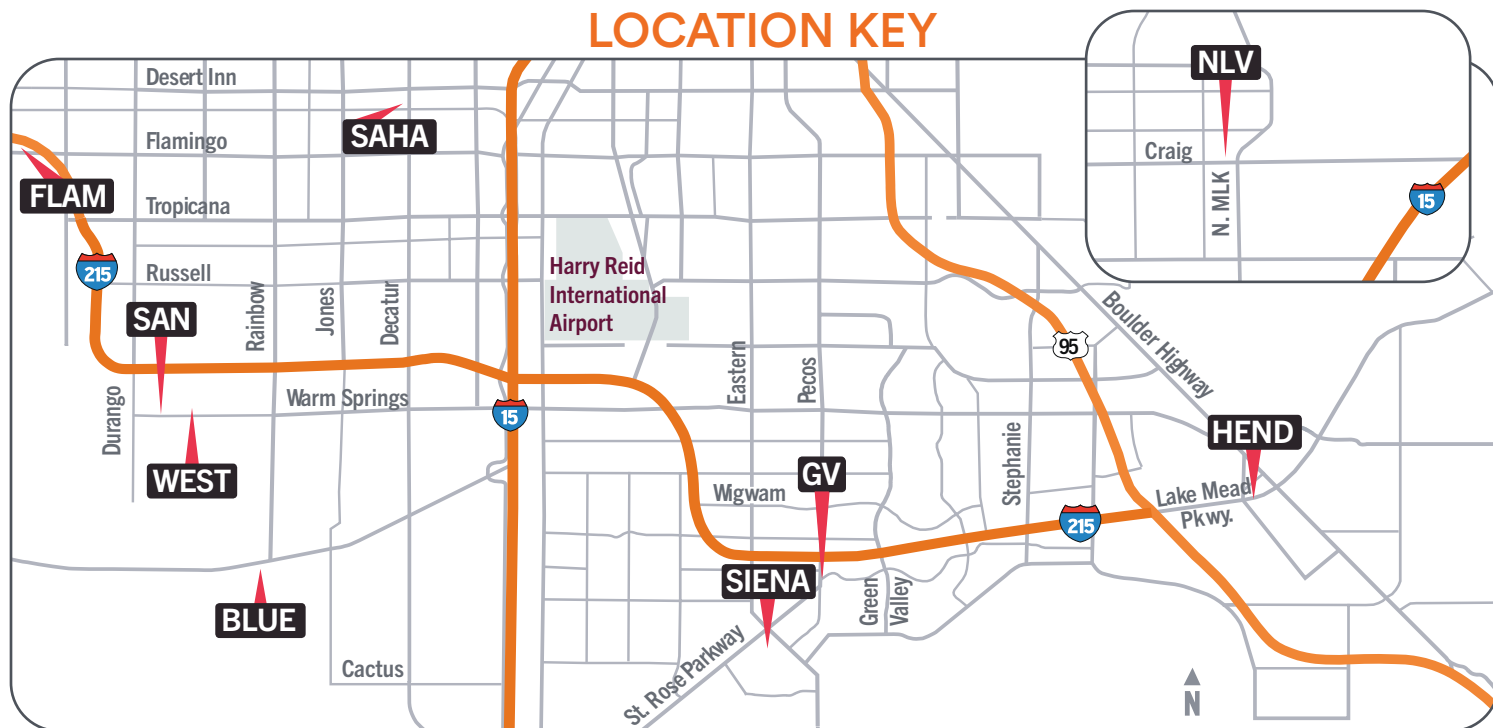 LOCATION KEY
NLV
Craig
N. MLK
15
Desert Inn
SAHA
Flamingo
FLAM
Tropicana
215
Russell
Harry Reid
International
Airport
SAN
Rainbow
Jones
Decatur
Boulder Highway
95
Eastern
Pecos
Durango
Warm Springs
15
Stephanie
HEND
WEST
GV
Wigwam
Lake Mead
Pkwy.
215
SIENA
BLUE
Green
Valley
St. Rose Parkway
Cactus
N